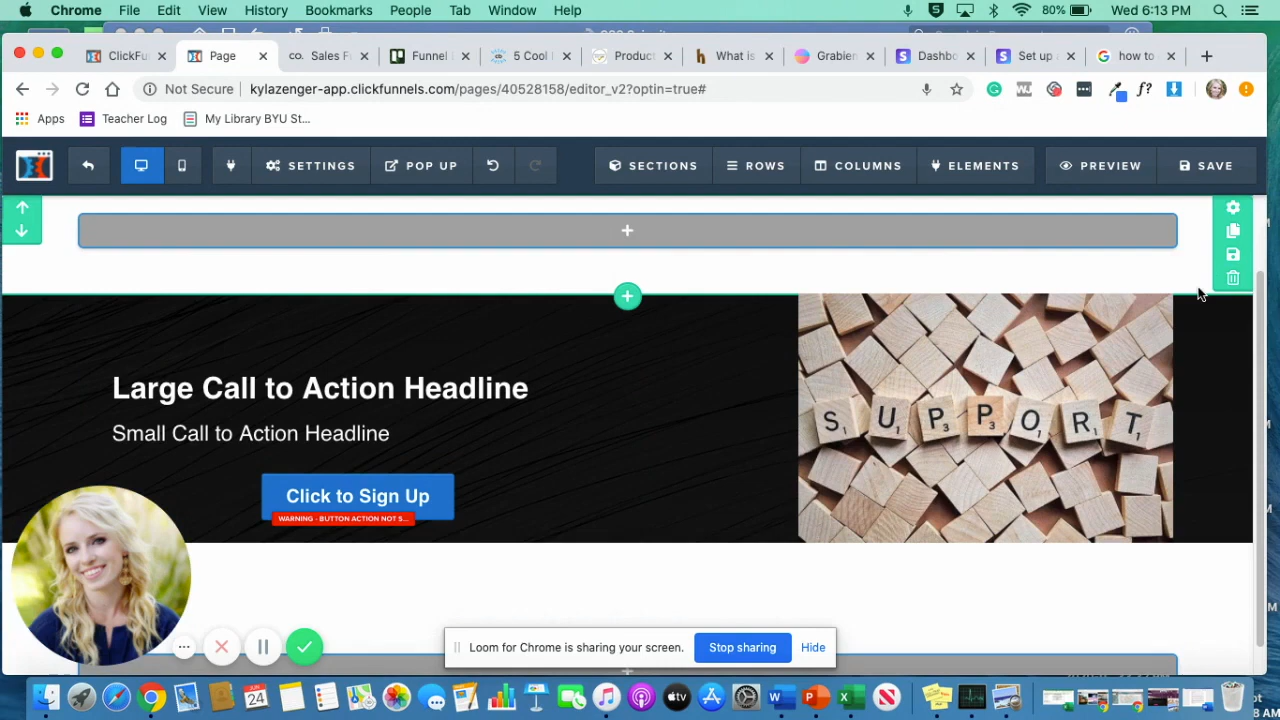 Chrome File Edit View History Bookmarks People Tab Window Help
80% Wed 6:13 PM
ClickFu Page co. Sales F Funnel 5 Cool Product What is Grabien Dashbo Set up how to
Not Secure kylazenger-app.clickfunnels.com/pages/40528158/editor_v2?optin=true#
f?
Apps Teacher Log My Library BYU St...
SETTINGS POP UP SECTIONS ROWS COLUMNS ELEMENTS PREVIEW SAVE
Large Call to Action Headline
Small Call to Action Headline
Click to Sign Up
WARNING - BUTTON ACTION NOT S...
S U P P O R T
Loom for Chrome is sharing your screen. Stop sharing Hide
JUN
24